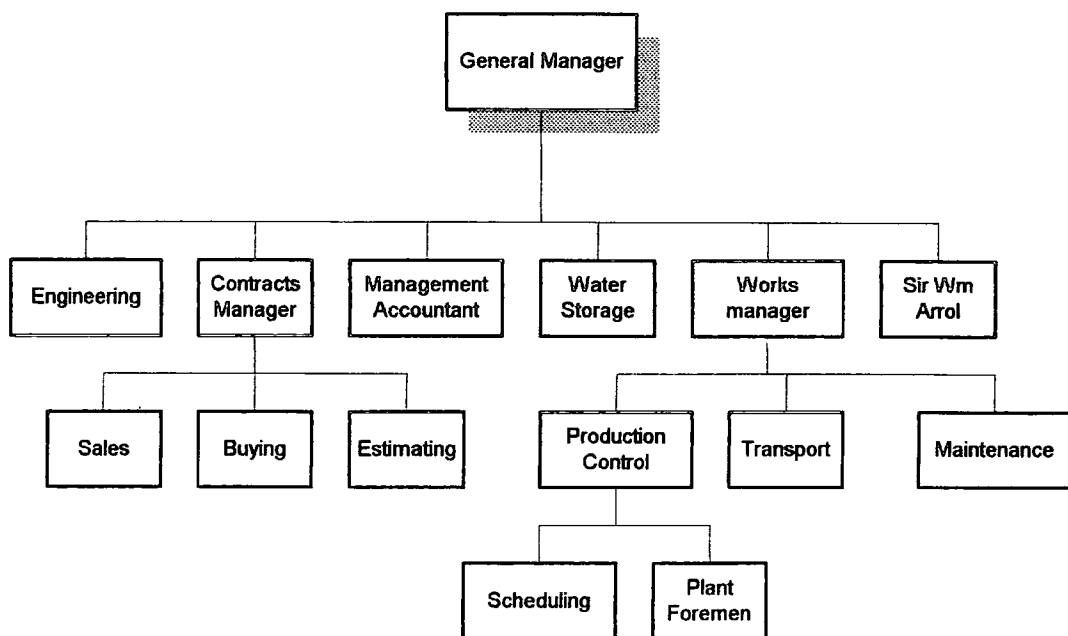 General Manager
Engineering
Contracts
Manager
Management
Accountant
Water
Storage
Works
manager
Sir Wm
Arrol
Sales
Buying
Estimating
Production
Control
Transport
Maintenance
Scheduling
Plant
Foremen